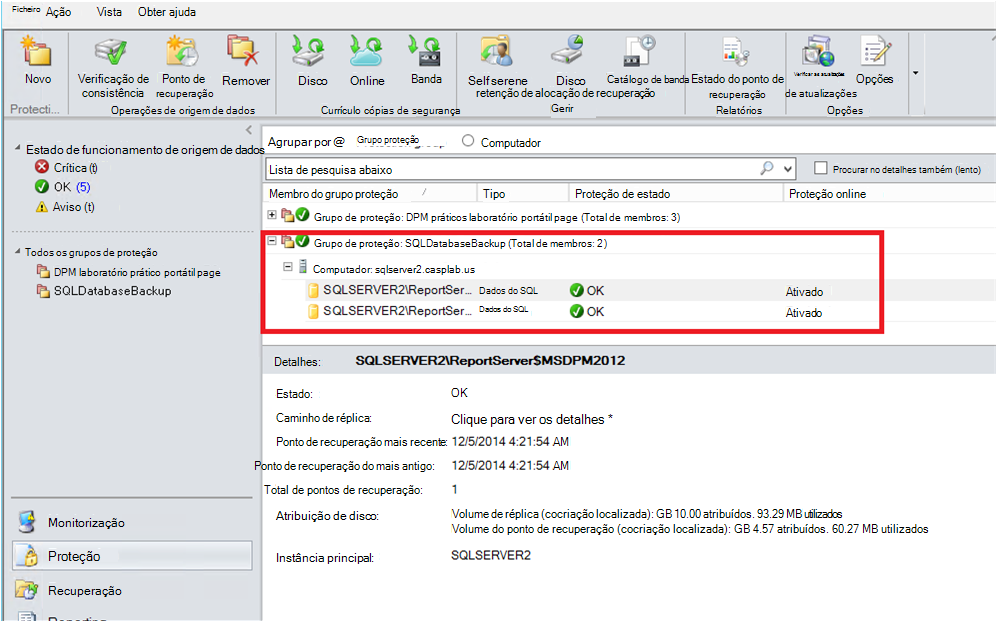 Ficheiro Ação Vista Obter ajuda
Novo
Verificação de consistência
Ponto de recuperação
Remover
Disco
Online
Banda
Selfserene
Disco
Catálogo de banda
Estado do ponto de recuperação
Verificar as atualizações
Opções
retenção de alocação de recuperação
de atualizações
Protecti...
Operações de origem de dados
Currículo cópias de segurança
Gerir
Relatórios
Opções
Estado de funcionamento de origem de dados
Crítica (t)
OK (5)
Aviso (t)
Todos os grupos de proteção
DPM laboratório prático portátil page
SQLDatabaseBackup
Monitorização
Proteção
Recuperação
Reporting
Agrupar por @ Grupo proteção Computador
Lista de pesquisa abaixo
Procurar no detalhes também (lento)
Membro do grupo proteção / Tipo Proteção de estado Proteção online
Grupo de proteção: DPM práticos laboratório portátil page (Total de membros: 3)
Grupo de proteção: SQLDatabaseBackup (Total de membros: 2)
Computador: sqlserver2.casplab.us
SQLSERVER2\ReportSer... Dados do SQL OK Ativado
SQLSERVER2\ReportSer... Dados do SQL OK Ativado
Detalhes: SQLSERVER2\ReportServer$MSDPM2012
Estado: OK
Caminho de réplica: Clique para ver os detalhes *
Ponto de recuperação mais recente: 12/5/2014 4:21:54 AM
Ponto de recuperação do mais antigo: 12/5/2014 4:21:54 AM
Total de pontos de recuperação: 1
Atribuição de disco: Volume de réplica (cocriação localizada): GB 10.00 atribuídos. 93.29 MB utilizados
Volume do ponto de recuperação (cocriação localizada): GB 4.57 atribuídos. 60.27 MB utilizados
Instância principal: SQLSERVER2